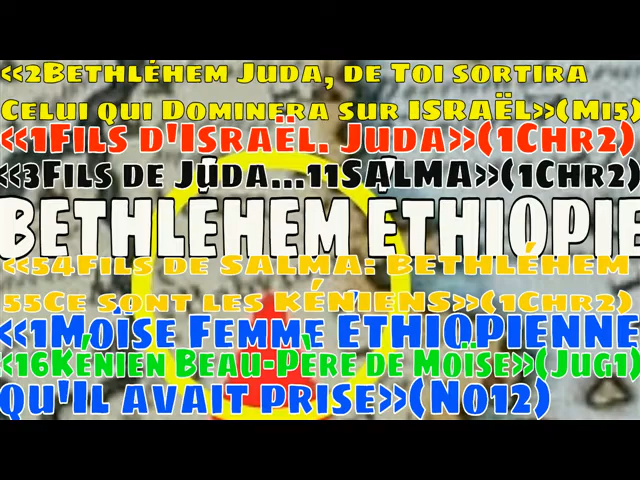 «2Bethléhem Juda, de Toi sortira
Celui qui Dominera sur ISRAËL»(Mi5)
«1Fils d'Israël. Juda»(1Chr2)
«3Fils de Juda...11SALMA»(1Chr2)
BETHLÉHEM ÉTHIOPIE
«54Fils de SALMA: BETHLÉHEM
55Ce sont les KÉNIENS»(1Chr2)
«1Moïse Femme ETHIOPIENNE
«16Kénien Beau-Père de Moïse»(Jug1)
qu'Il avait prise»(No12)